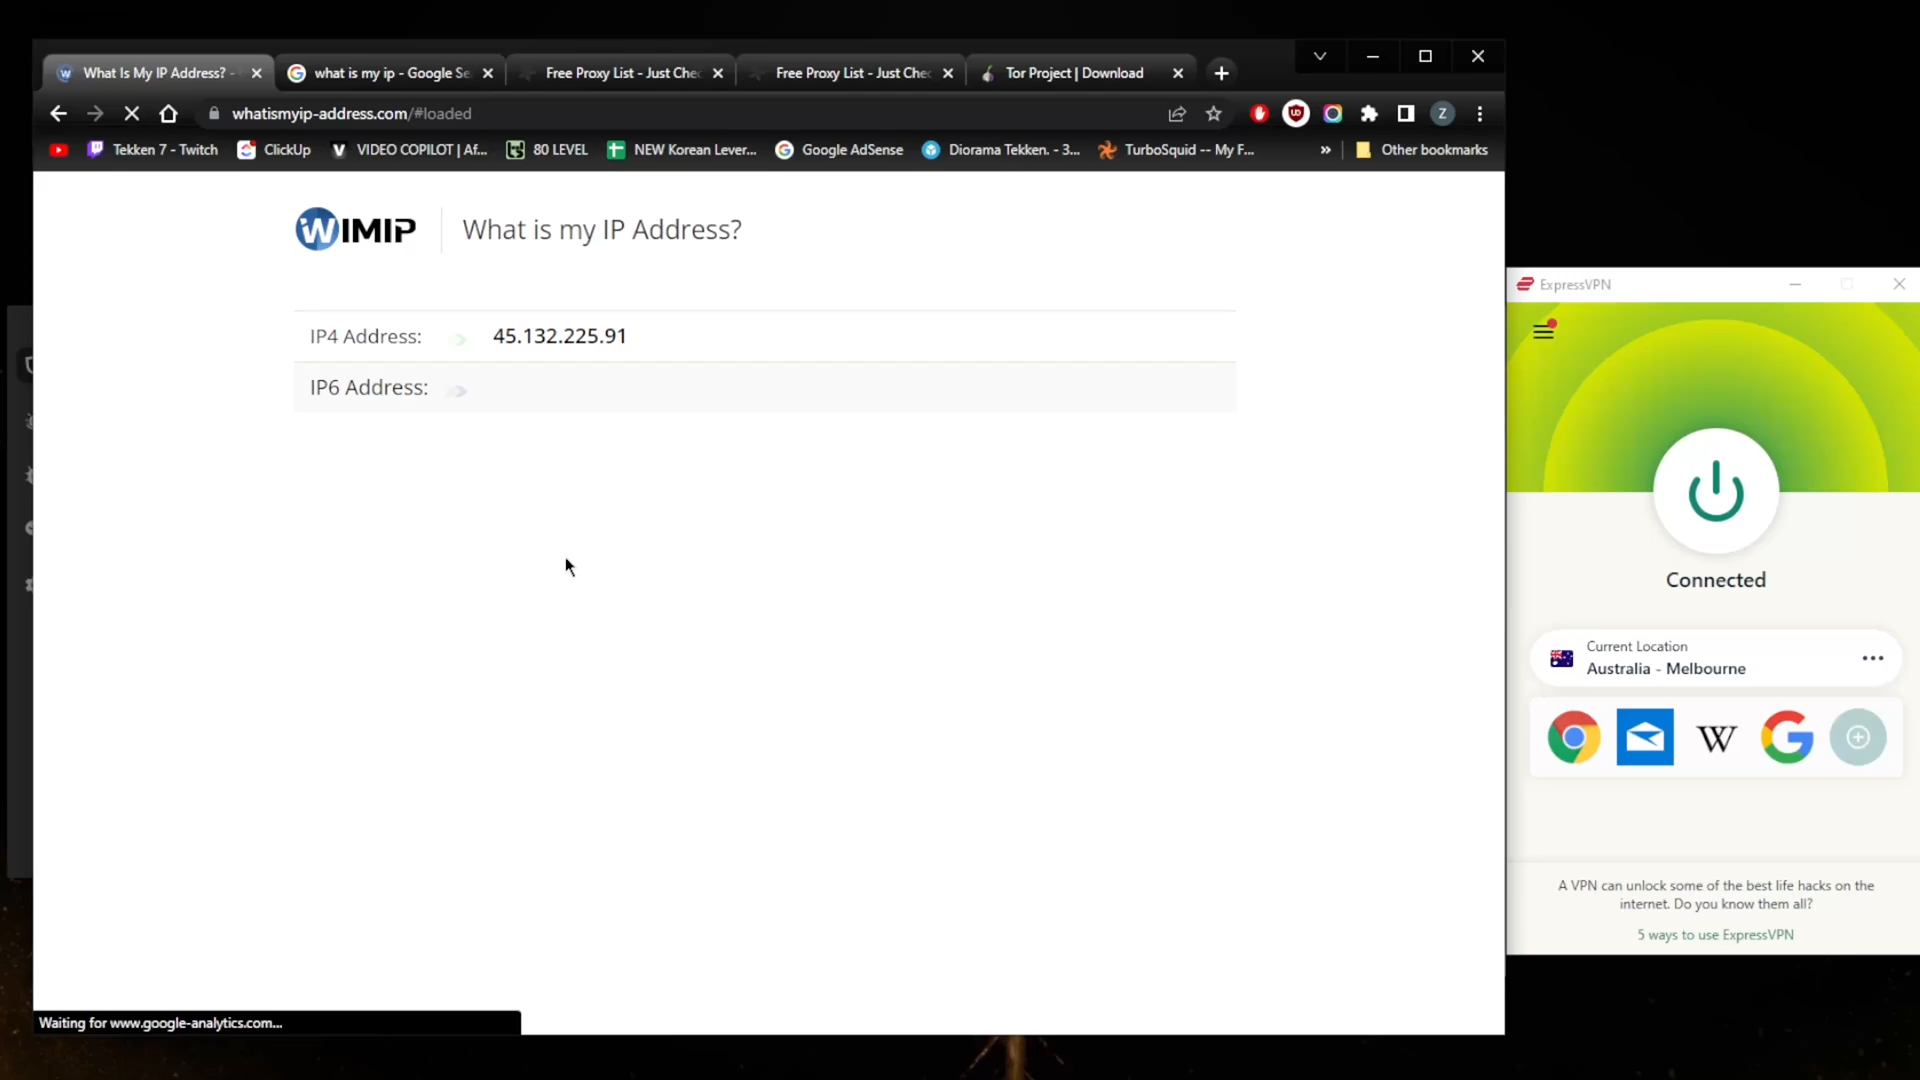 What Is My IP Address? -
what is my ip - Google Se
Free Proxy List - Just Chec
Free Proxy List - Just Chec
Tor Project | Download
whatismyip-address.com/#loaded
Z
Tekken 7 - Twitch
ClickUp
VIDEO COPILOT | Af...
80 LEVEL
NEW Korean Lever...
Google AdSense
Diorama Tekken. - 3...
TurboSquid -- My F...
»
Other bookmarks
WIMIP
What is my IP Address?
IP4 Address: 45.132.225.91
IP6 Address:
Waiting for www.google-analytics.com...
ExpressVPN
Connected
Current Location
Australia - Melbourne
W
A VPN can unlock some of the best life hacks on the
internet. Do you know them all?
5 ways to use ExpressVPN